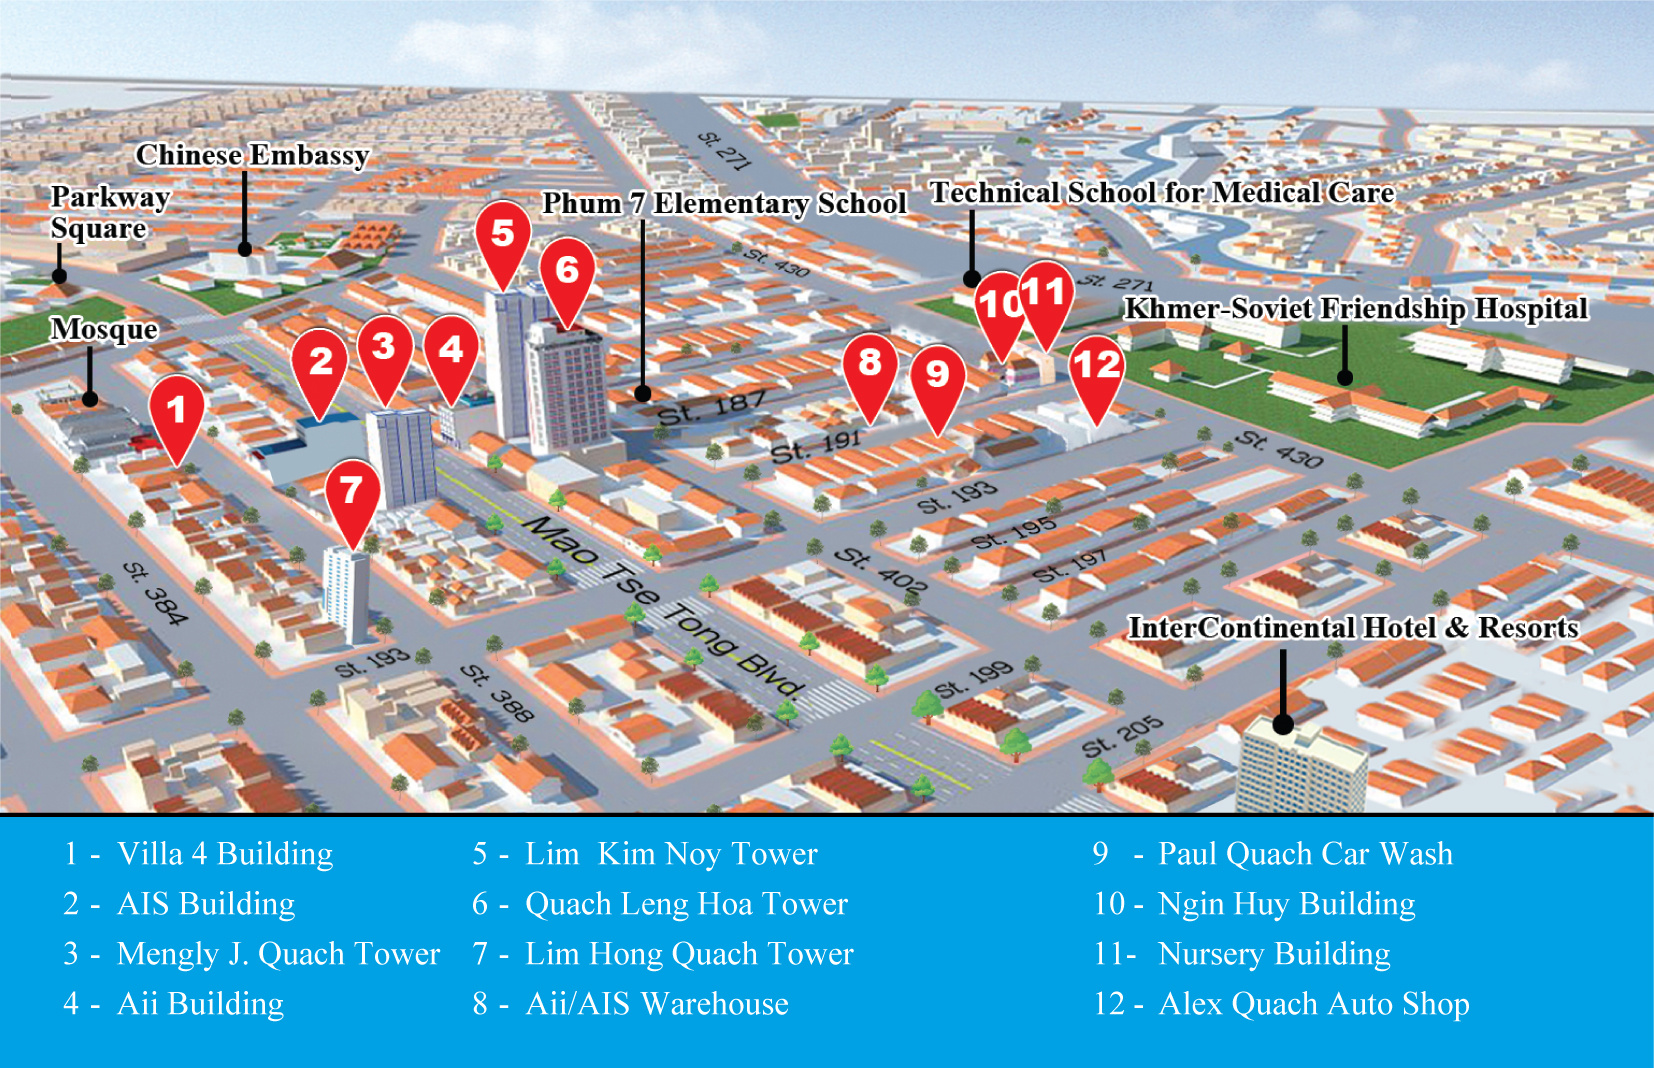 St. 271
Chinese Embassy
Parkway
Square
Phum 7 Elementary School
Technical School for Medical Care
5
St. 430
6
St. 271
10
11
Khmer-Soviet Friendship Hospital
Mosque
2
3
4
8
9
12
1
St. 187
St. 191
St. 430
7
St. 193
Mao Tse Tong Blvd.
St. 195
St. 402
St. 197
St. 384
InterContinental Hotel & Resorts
St. 193
St. 388
St. 199
St. 205
1 - Villa 4 Building
2 - AIS Building
3 - Mengly J. Quach Tower
4 - Aii Building
5 - Lim Kim Noy Tower
6 - Quach Leng Hoa Tower
7 - Lim Hong Quach Tower
8 - Aii/AIS Warehouse
9 - Paul Quach Car Wash
10 - Ngin Huy Building
11- Nursery Building
12 - Alex Quach Auto Shop